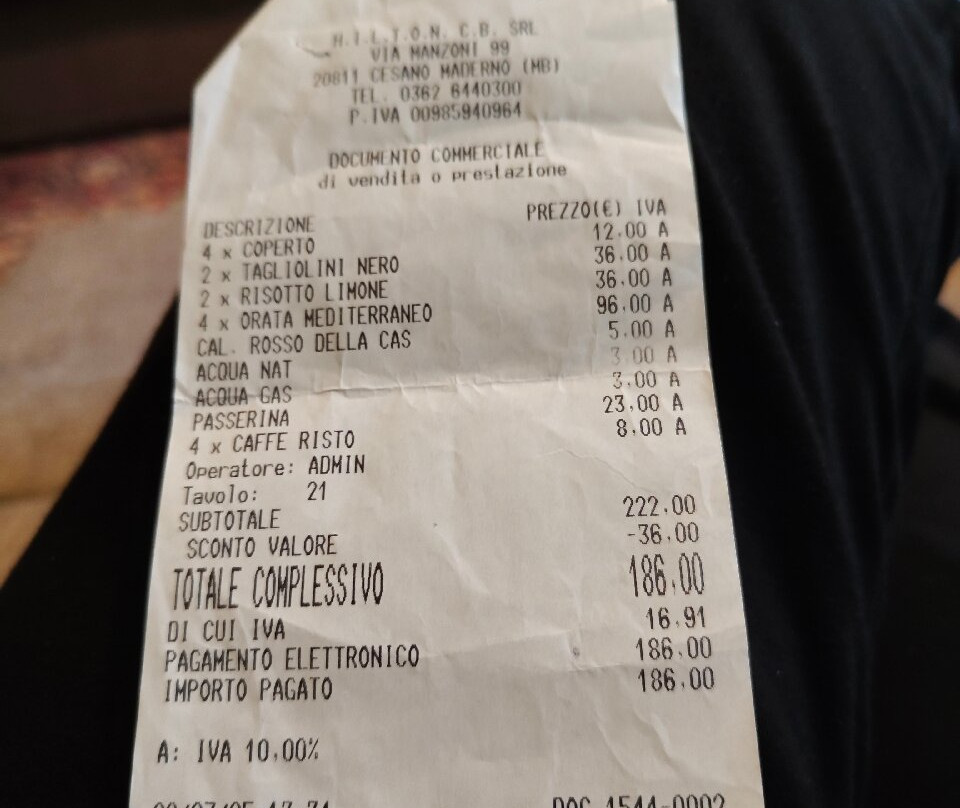 H.I.L.T.O.N. C.B. SRL
VIA MANZONI 99
20811 CESANO MADERNO (MB)
TEL. 0362 6440300
P.IVA 00985940964
DOCUMENTO COMMERCIALE
di vendita o prestazione
DESCRIZIONE PREZZO(€) IVA
4 x COPERTO 12.00 A
2 x TAGLIOLINI NERO 36.00 A
2 x RISOTTO LIMONE 36.00 A
4 x ORATA MEDITERRANEO 96.00 A
CAL. ROSSO DELLA CAS 5.00 A
ACQUA NAT 3.00 A
ACQUA GAS 3.00 A
PASSERINA 23.00 A
4 x CAFFE RISTO 8.00 A
Operatore: ADMIN
Tavolo: 21
SUBTOTALE 222.00
SCONTO VALORE -36.00
TOTALE COMPLESSIVO 186.00
DI CUI IVA 16.91
PAGAMENTO ELETTRONICO 186.00
IMPORTO PAGATO 186.00
A: IVA 10.00%
DOC 1544-0002